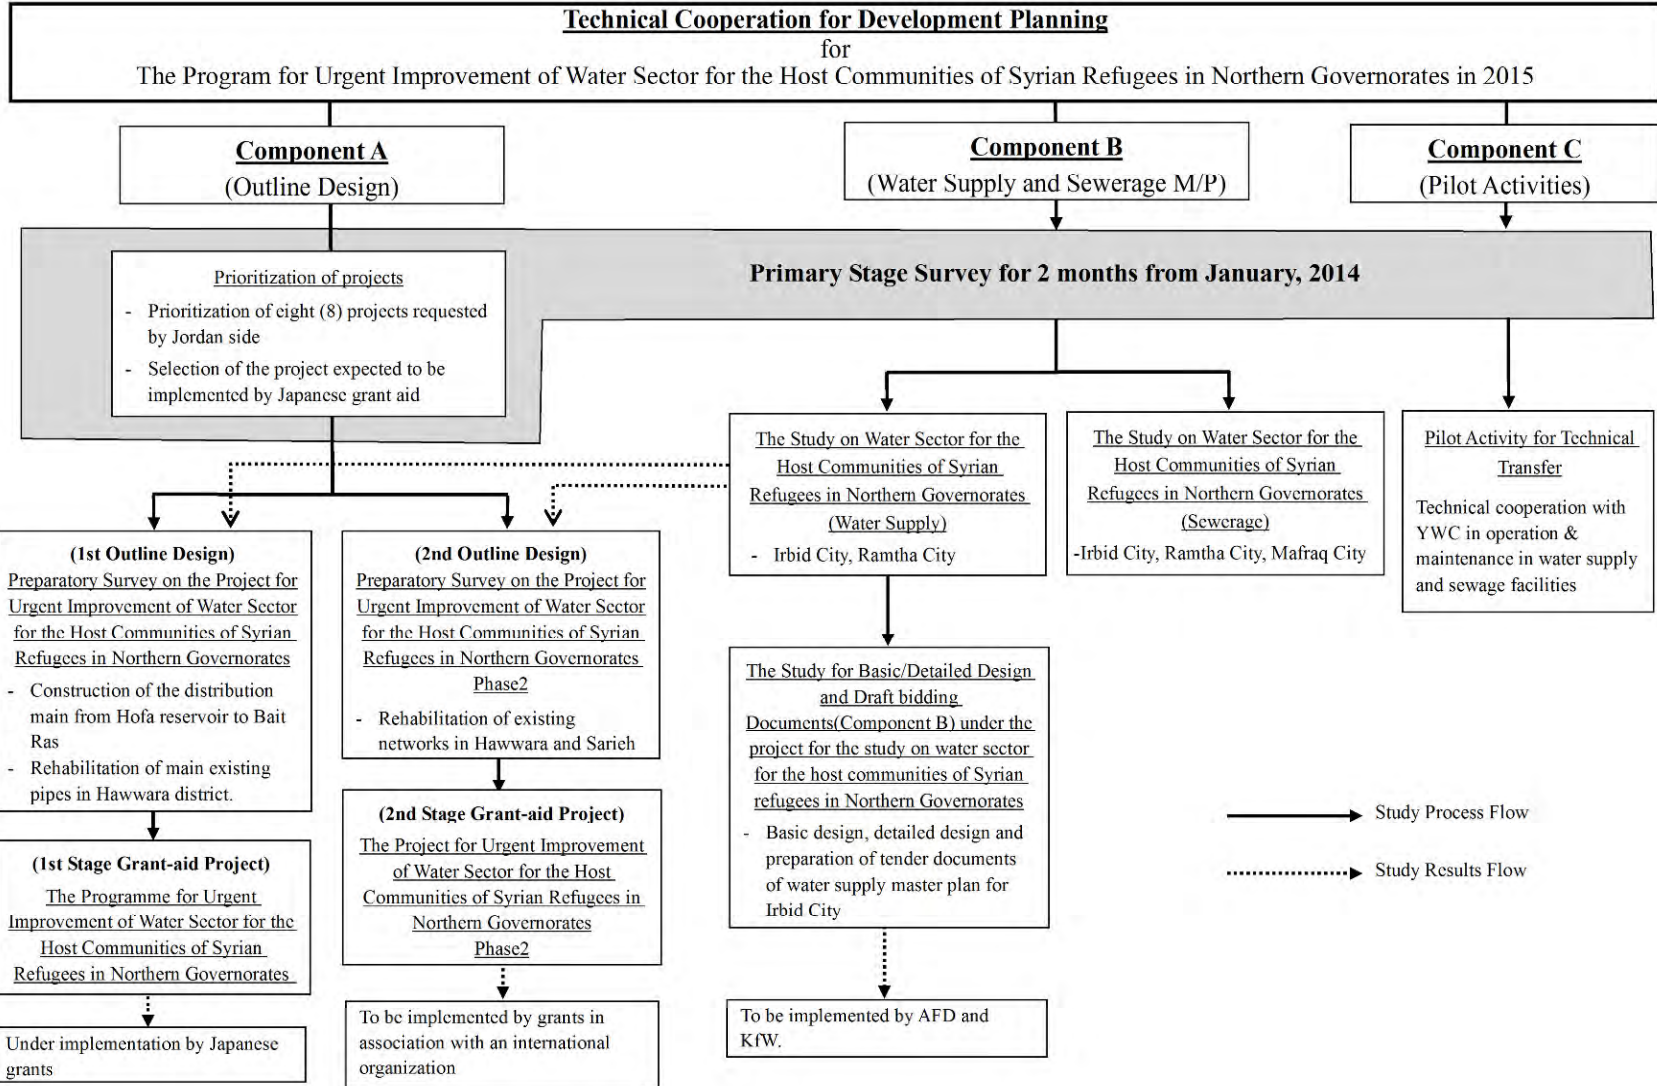 Technical Cooperation for Development Planning
for
The Program for Urgent Improvement of Water Sector for the Host Communities of Syrian Refugees in Northern Governorates in 2015
Component A
(Outline Design)
Component B
(Water Supply and Sewerage M/P)
Component C
(Pilot Activities)
Primary Stage Survey for 2 months from January, 2014
Prioritization of projects
- Prioritization of eight (8) projects requested
by Jordan side
- Selection of the project expected to be
implemented by Japanese grant aid
The Study on Water Sector for the
Host Communities of Syrian
Refugees in Northern Governorates
(Water Supply)
- Irbid City, Ramtha City
The Study on Water Sector for the
Host Communities of Syrian
Refugees in Northern Governorates
(Sewerage)
-Irbid City, Ramtha City, Mafraq City
Pilot Activity for Technical
Transfer
Technical cooperation with
YWC in operation &
maintenance in water supply
and sewage facilities
(1st Outline Design)
Preparatory Survey on the Project for
Urgent Improvement of Water Sector
for the Host Communities of Syrian
Refugees in Northern Governorates
- Construction of the distribution
main from Hofa reservoir to Bait
Ras
- Rehabilitation of main existing
pipes in Hawwara district.
(2nd Outline Design)
Preparatory Survey on the Project for
Urgent Improvement of Water Sector
for the Host Communities of Syrian
Refugees in Northern Governorates
Phase2
- Rehabilitation of existing
networks in Hawwara and Sarieh
The Study for Basic/Detailed Design
and Draft bidding
Documents(Component B) under the
project for the study on water sector
for the host communities of Syrian
refugees in Northern Governorates
- Basic design, detailed design and
preparation of tender documents
of water supply master plan for
Irbid City
(1st Stage Grant-aid Project)
The Programme for Urgent
Improvement of Water Sector for the
Host Communities of Syrian
Refugees in Northern Governorates
(2nd Stage Grant-aid Project)
The Project for Urgent Improvement
of Water Sector for the Host
Communities of Syrian Refugees in
Northern Governorates
Phase2
Study Process Flow
Study Results Flow
Under implementation by Japanese
grants
To be implemented by grants in
association with an international
organization
To be implemented by AFD and
KfW.